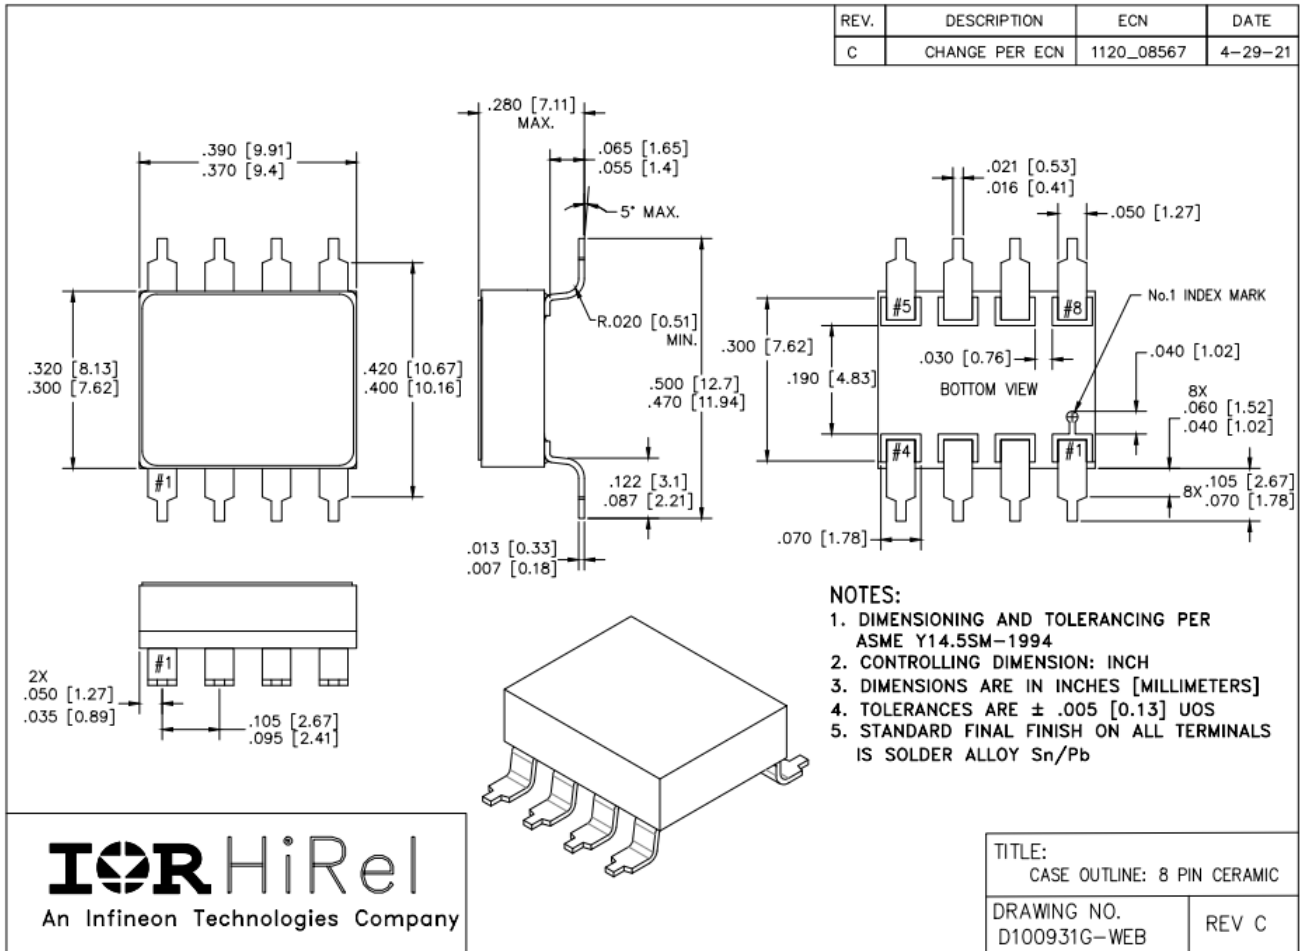 REV. DESCRIPTION ECN DATE
C CHANGE PER ECN 1120_08567 4-29-21
.390 [9.91]
.370 [9.4]
.320 [8.13]
.300 [7.62]
.420 [10.67]
.400 [10.16]
#1
.280 [7.11]
MAX.
.065 [1.65]
.055 [1.4]
5° MAX.
R.020 [0.51]
MIN.
.500 [12.7]
.470 [11.94]
.122 [3.1]
.087 [2.21]
.013 [0.33]
.007 [0.18]
.021 [0.53]
.016 [0.41]
.050 [1.27]
#5
#8
No.1 INDEX MARK
.300 [7.62]
.030 [0.76]
.040 [1.02]
.190 [4.83]
BOTTOM VIEW
8X
.060 [1.52]
.040 [1.02]
#4
#1
8X .105 [2.67]
.070 [1.78]
.070 [1.78]
#1
2X
.050 [1.27]
.035 [0.89]
.105 [2.67]
.095 [2.41]
NOTES:
1. DIMENSIONING AND TOLERANCING PER
ASME Y14.5SM-1994
2. CONTROLLING DIMENSION: INCH
3. DIMENSIONS ARE IN INCHES [MILLIMETERS]
4. TOLERANCES ARE ± .005 [0.13] UOS
5. STANDARD FINAL FINISH ON ALL TERMINALS
IS SOLDER ALLOY Sn/Pb
IOR HiRel
An Infineon Technologies Company
TITLE:
CASE OUTLINE: 8 PIN CERAMIC
DRAWING NO.
D100931G-WEB
REV C